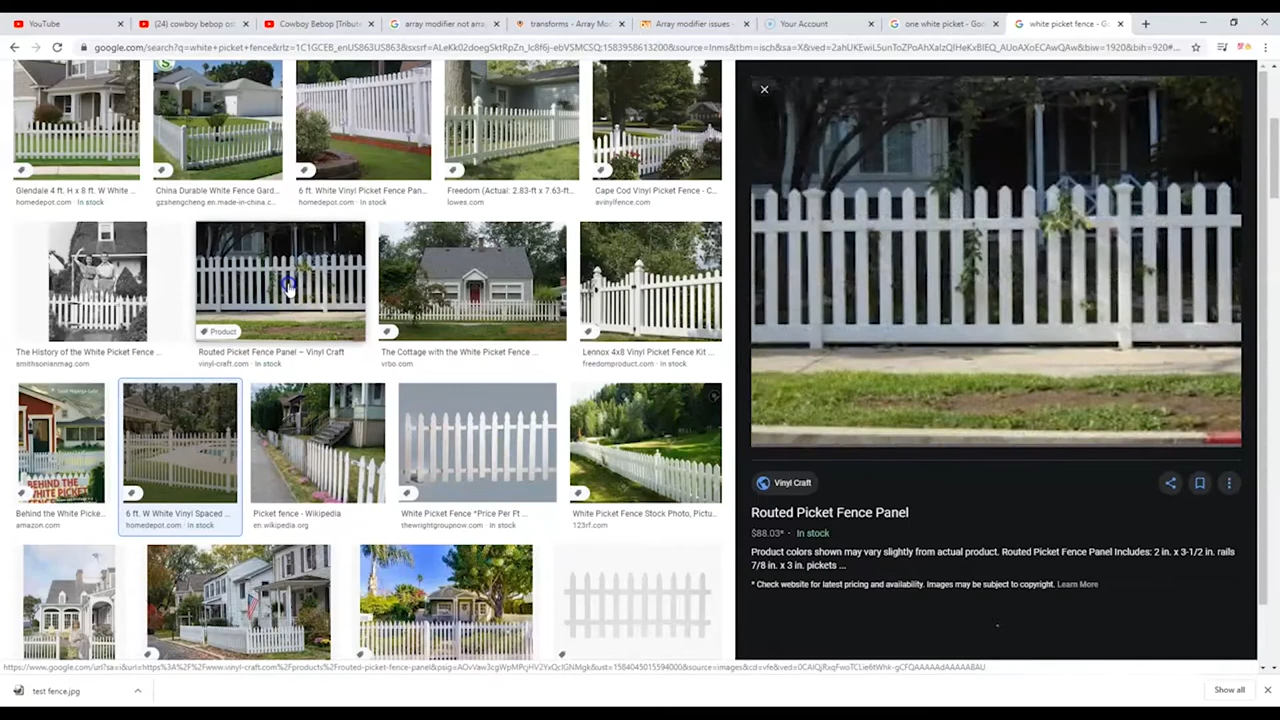 YouTube
(24) cowboy bebop ost
Cowboy Bebop [Tribute
array modifier not arra
transforms - Array Mod
Array modifier issues -
Your Account
one white picket - Goo
white picket fence - Go
Glendale 4 ft. H x 8 ft. W White ...
homedepot.com · In stock
China Durable White Fence Gard...
gzshengcheng.en.made-in-china.c...
6 ft. White Vinyl Picket Fence Pan...
homedepot.com · In stock
Freedom (Actual: 2.83-ft x 7.63-ft...
lowes.com · In stock
Cape Cod Vinyl Picket Fence - C...
avinylfence.com
Product
The History of the White Picket Fence ...
smithsonianmag.com
Routed Picket Fence Panel – Vinyl Craft
vinyl-craft.com · In stock
The Cottage with the White Picket Fence ...
vrbo.com
Lennox 4x8 Vinyl Picket Fence Kit ...
freedomproduct.com · In stock
BEHIND THE
WHITE PICKET
Behind the White Picke...
amazon.com
6 ft. W White Vinyl Spaced ...
homedepot.com · In stock
Picket fence - Wikipedia
en.wikipedia.org
White Picket Fence *Price Per Ft ...
thewrightgroupnow.com · In stock
White Picket Fence Stock Photo, Pictu...
123rf.com
Vinyl Craft
Routed Picket Fence Panel
$88.03* · In stock
Product colors shown may vary slightly from actual product. Routed Picket Fence Panel Includes: 2 in. x 3-1/2 in. rails
7/8 in. x 3 in. pickets ...
* Check website for latest pricing and availability. Images may be subject to copyright. Learn More
test fence.jpg
Show all